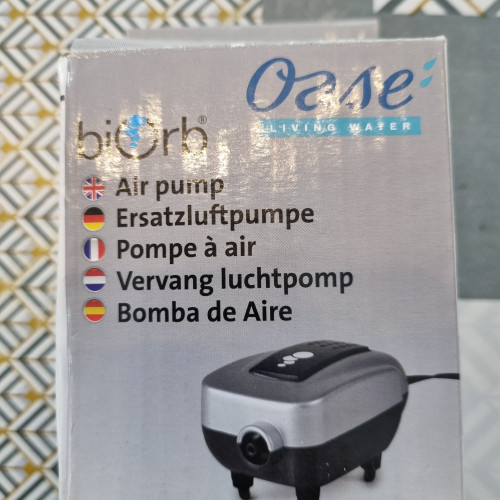 Oase
LIVING WATER
biOrb®
Air pump
Ersatzluftpumpe
Pompe à air
Vervang luchtpomp
Bomba de Aire